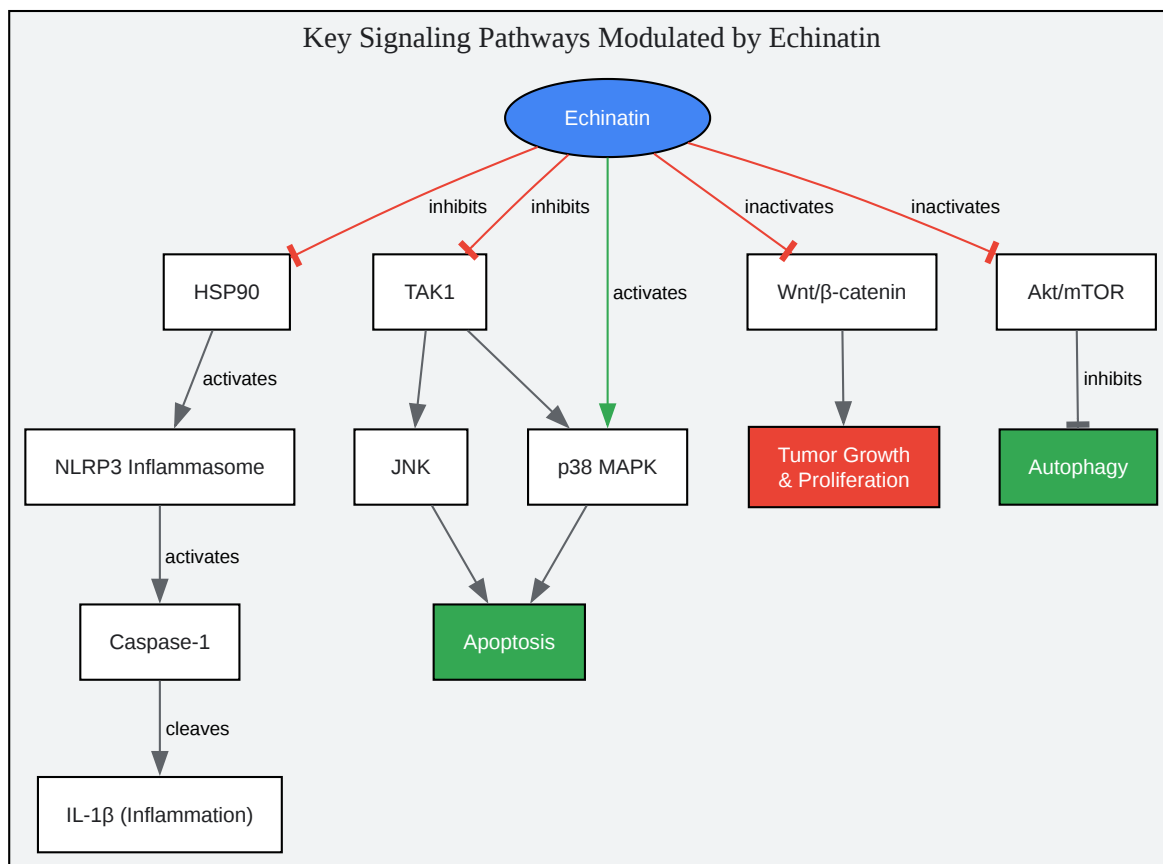 Key Signaling Pathways Modulated by Echinatin
Echinatin
inhibits
inhibits
inactivates
inactivates
HSP90
TAK1
activates
Wnt/β-catenin
Akt/mTOR
activates
inhibits
NLRP3 Inflammasome
JNK
p38 MAPK
Tumor Growth
& Proliferation
Autophagy
activates
Caspase-1
Apoptosis
cleaves
IL-1β (Inflammation)